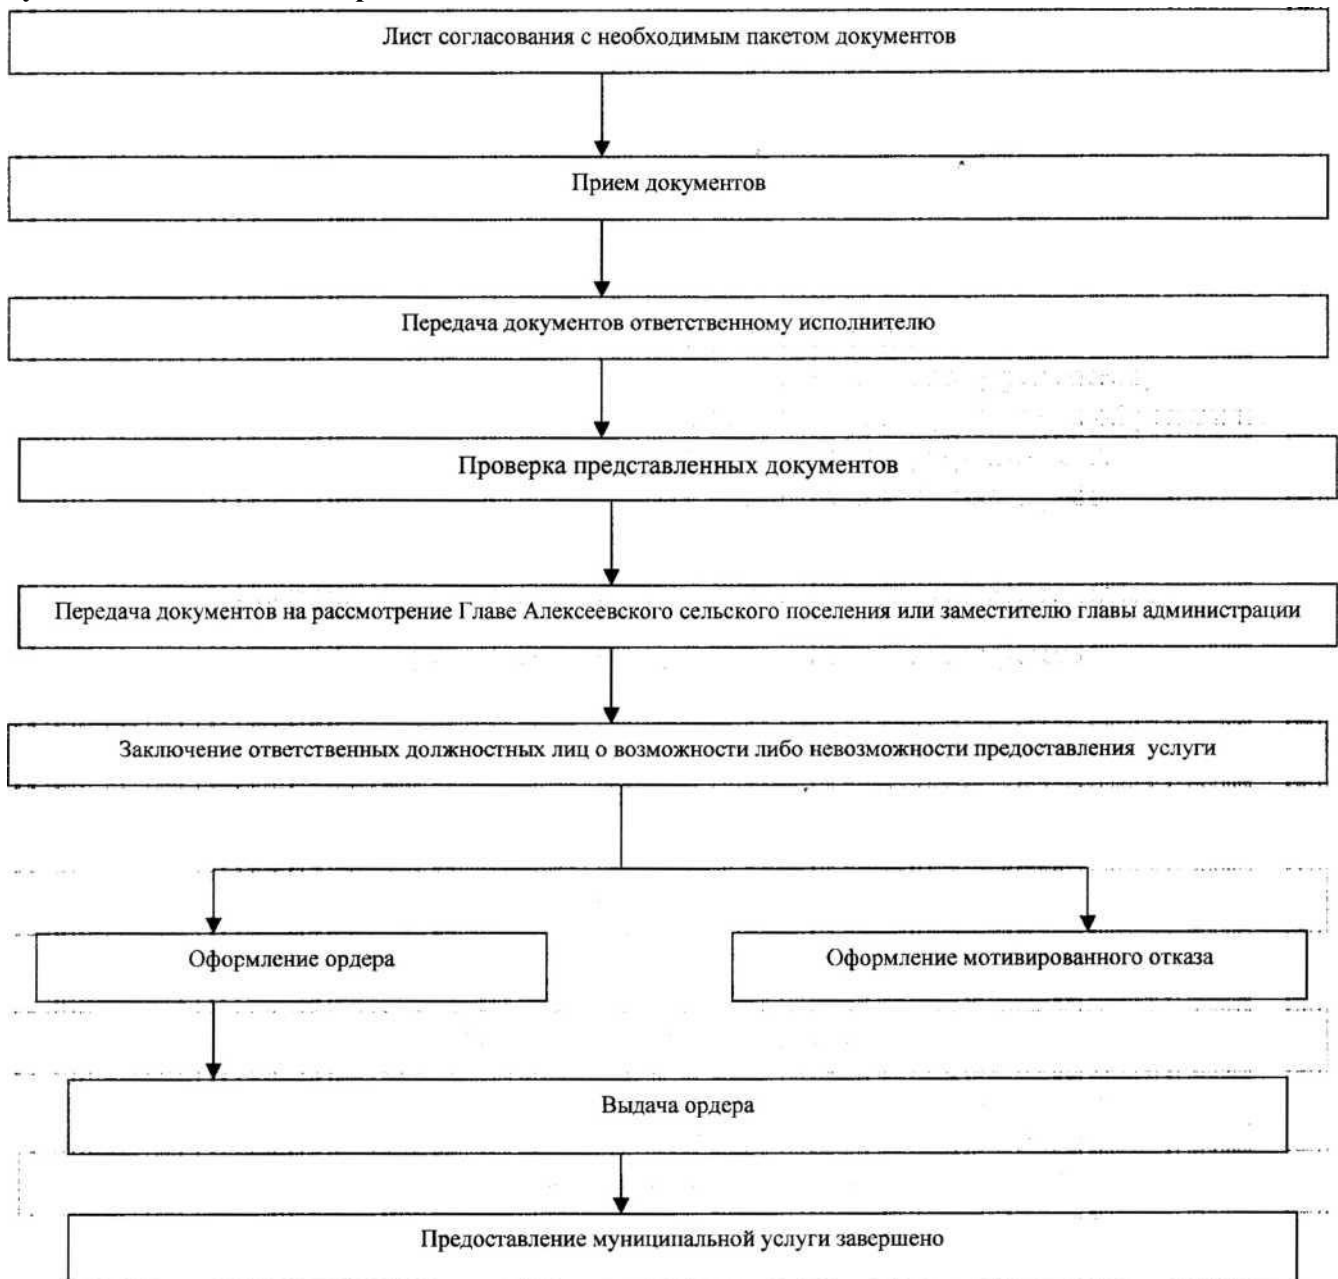 Лист согласования с необходимым пакетом документов
Прием документов
Передача документов ответственному исполнителю
Проверка представленных документов
Передача документов на рассмотрение Главе Алексеевского сельского поселения или заместителю главы администрации
Заключение ответственных должностных лиц о возможности либо невозможности предоставления услуги
Оформление ордера
Оформление мотивированного отказа
Выдача ордера
Предоставление муниципальной услуги завершено